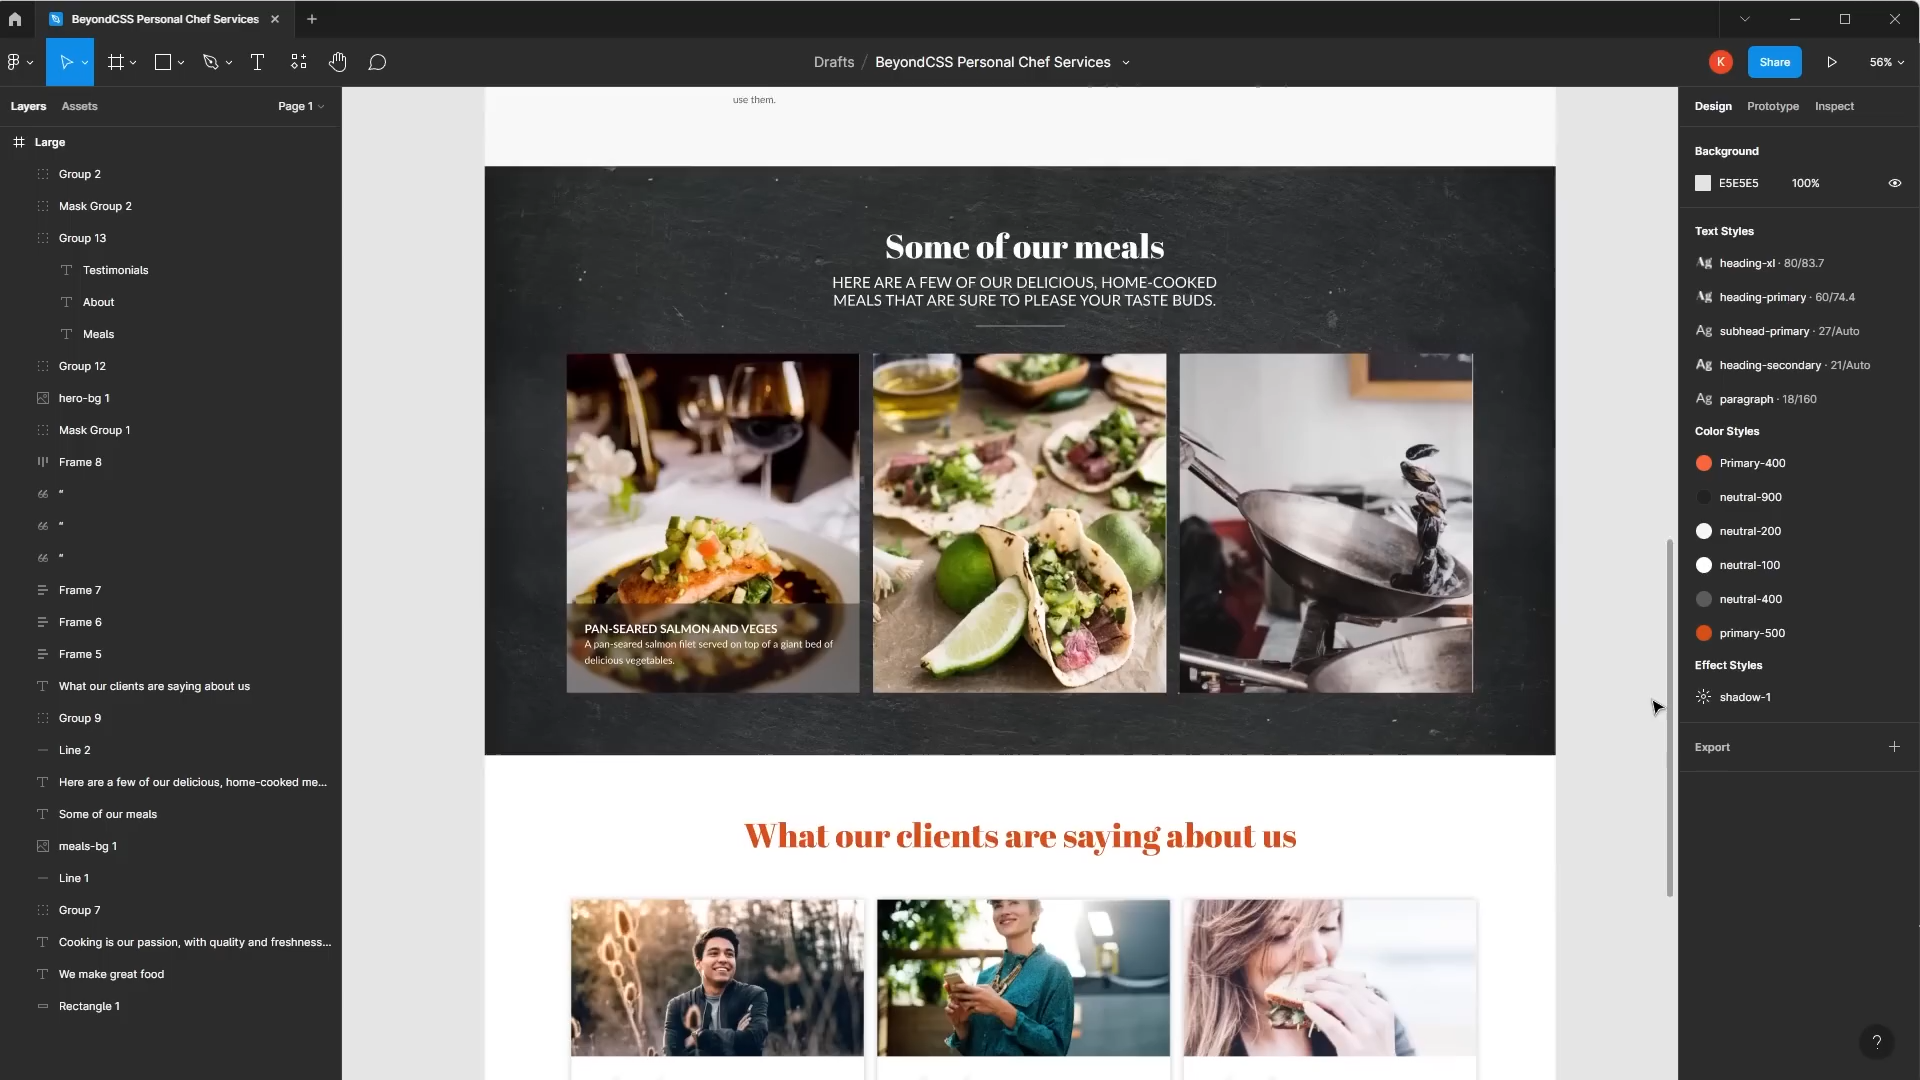 BeyondCSS Personal Chef Services
Drafts / BeyondCSS Personal Chef Services
K
Share
56%
Layers
Assets
Page 1
Large
Group 2
Mask Group 2
Group 13
Testimonials
About
Meals
Group 12
hero-bg 1
Mask Group 1
Frame 8
“
“
“
Frame 7
Frame 6
Frame 5
What our clients are saying about us
Group 9
Line 2
Here are a few of our delicious, home-cooked me...
Some of our meals
meals-bg 1
Line 1
Group 7
Cooking is our passion, with quality and freshness...
We make great food
Rectangle 1
use them.
Some of our meals
HERE ARE A FEW OF OUR DELICIOUS, HOME-COOKED
MEALS THAT ARE SURE TO PLEASE YOUR TASTE BUDS.
PAN-SEARED SALMON AND VEGES
A pan-seared salmon filet served on top of a giant bed of
delicious vegetables.
What our clients are saying about us
Design
Prototype
Inspect
Background
E5E5E5
100%
Text Styles
Ag heading-xl · 80/83.7
Ag heading-primary · 60/74.4
Ag subhead-primary · 27/Auto
Ag heading-secondary · 21/Auto
Ag paragraph · 18/160
Color Styles
Primary-400
neutral-900
neutral-200
neutral-100
neutral-400
primary-500
Effect Styles
shadow-1
Export
?